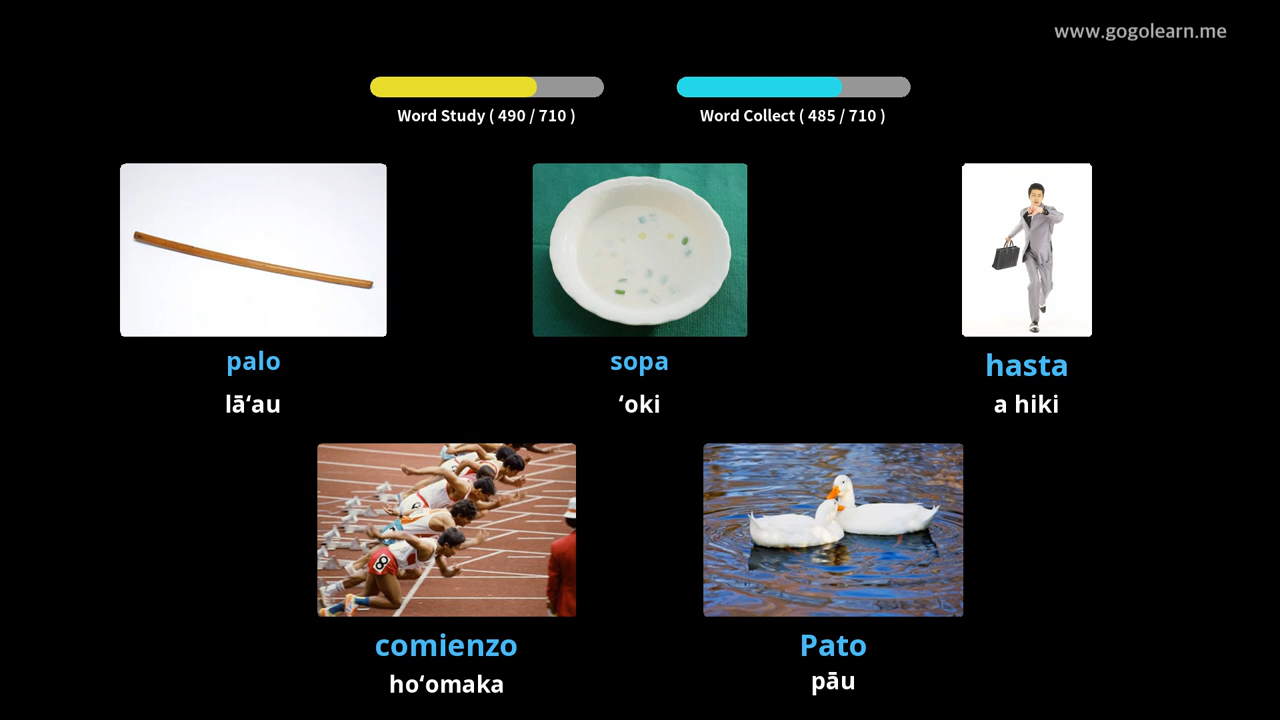 www.gogolearn.me
Word Study ( 490 / 710 )
Word Collect ( 485 / 710 )
palo
lāʻau
sopa
ʻoki
hasta
a hiki
comienzo
hoʻomaka
Pato
pāu